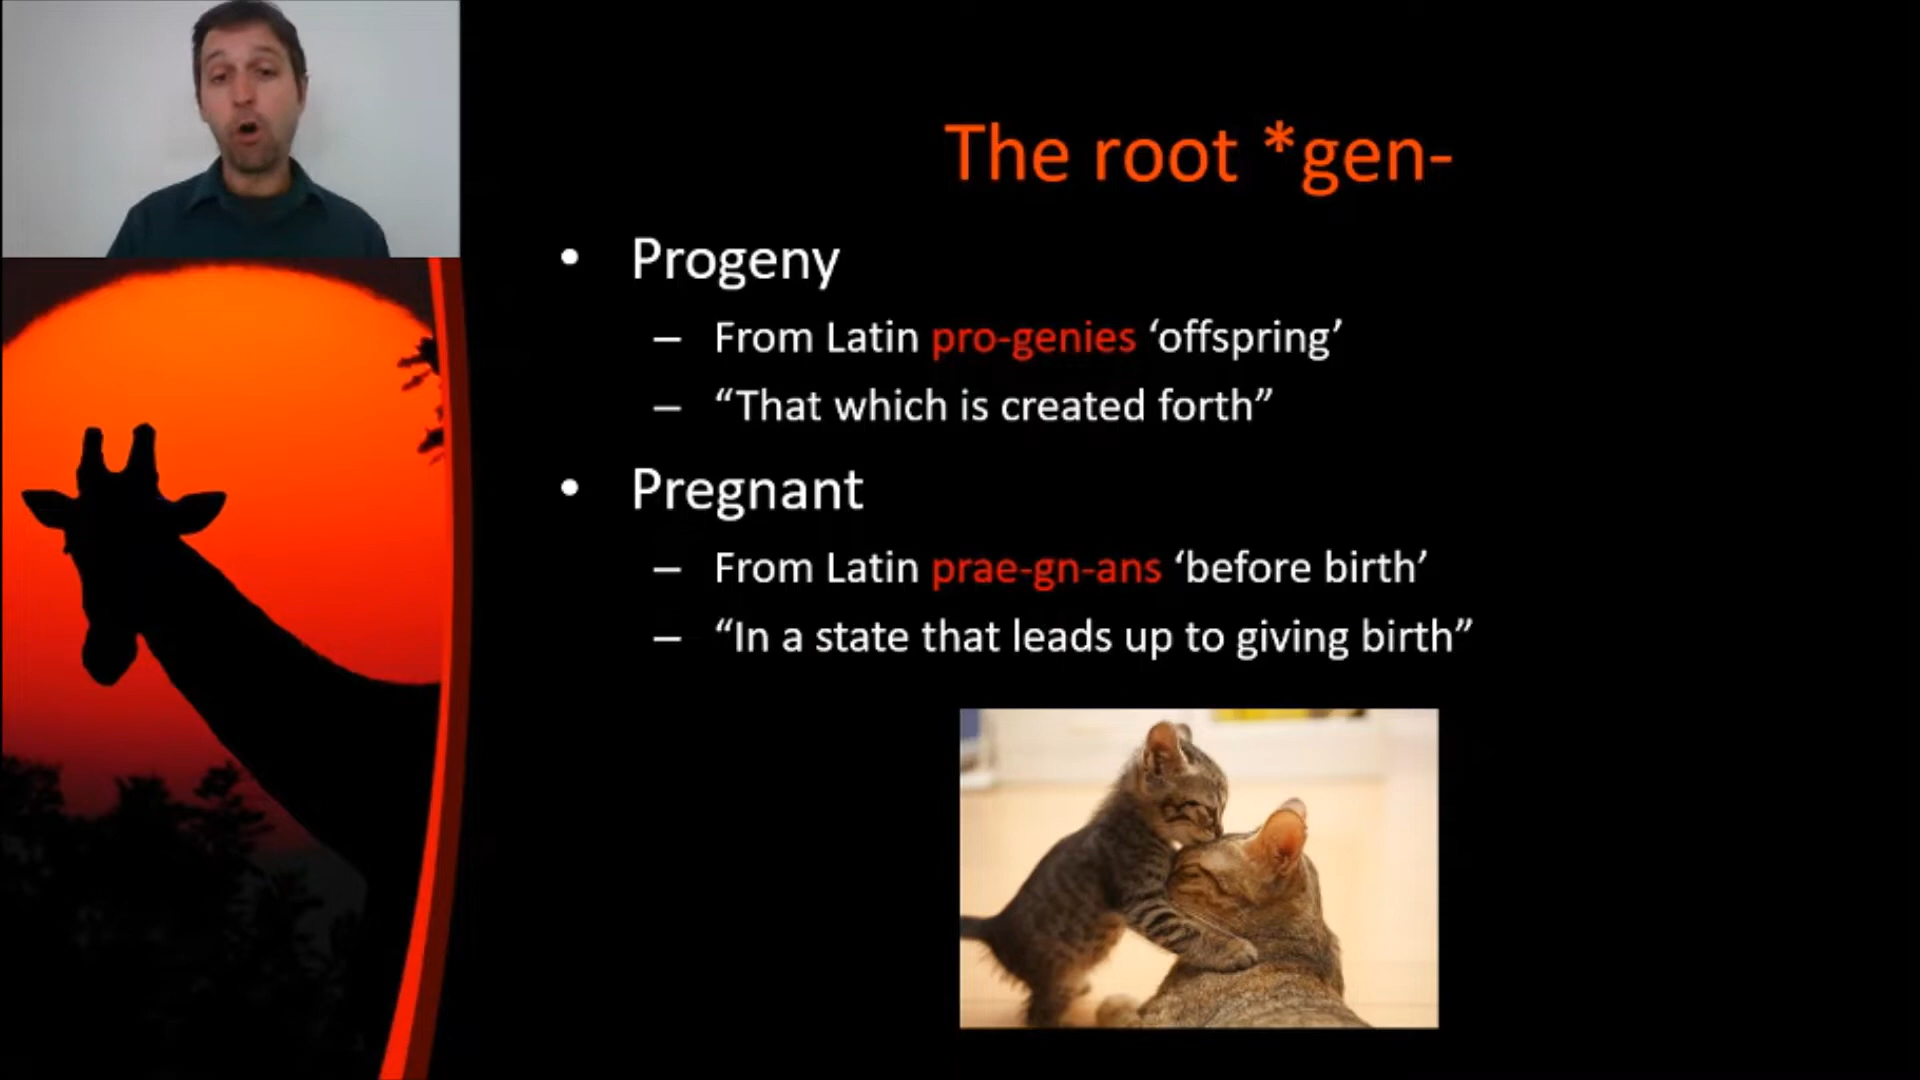 The root *gen-
• Progeny
– From Latin pro-genies ‘offspring’
– “That which is created forth”
• Pregnant
– From Latin prae-gn-ans ‘before birth’
– “In a state that leads up to giving birth”